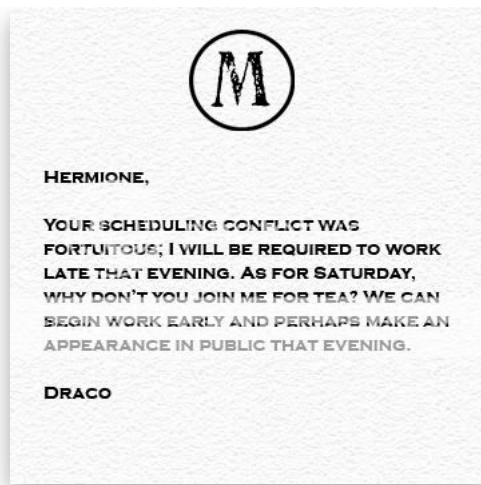 M
Hermione,
Your scheduling conflict was
fortuitous; I will be required to work
late that evening. As for Saturday,
why don't you join me for tea? We can
begin work early and perhaps make an
appearance in public that evening.
Draco